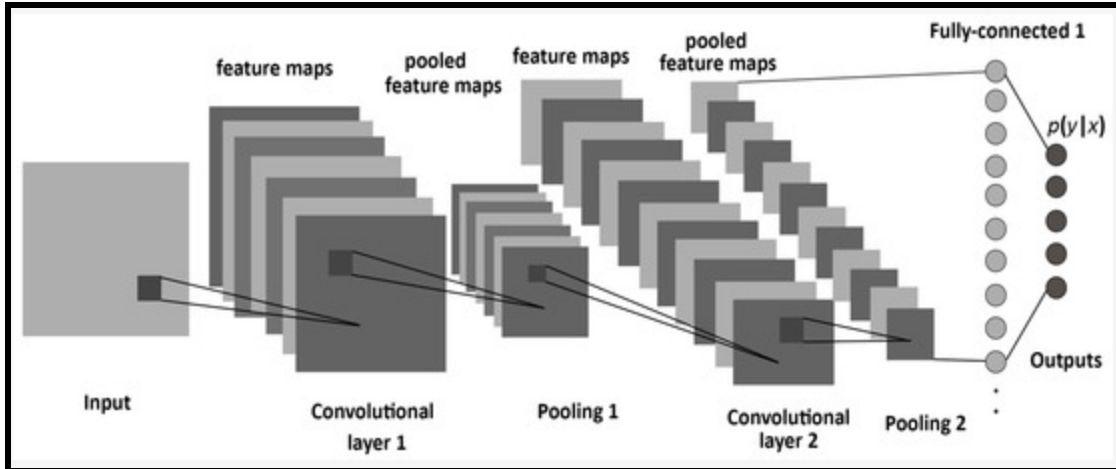 feature maps
pooled
feature maps
feature maps
pooled
feature maps
Fully-connected 1
p(y|x)
Input
Convolutional
layer 1
Pooling 1
Convolutional
layer 2
Pooling 2
Outputs